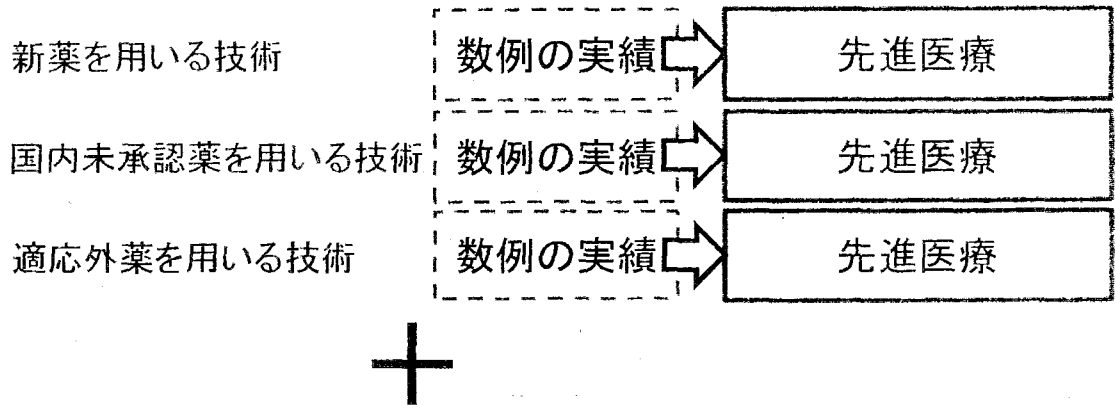 新薬を用いる技術 数例の実績 先進医療
国内未承認薬を用いる技術 数例の実績 先進医療
適応外薬を用いる技術 数例の実績 先進医療
+